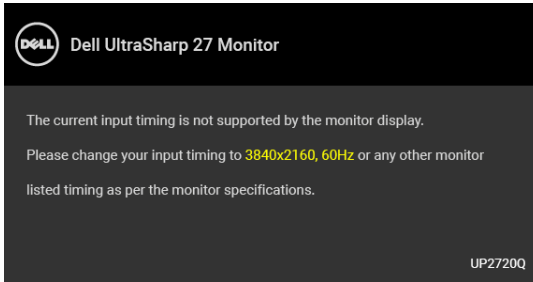 DELL Dell UltraSharp 27 Monitor
The current input timing is not supported by the monitor display.
Please change your input timing to 3840x2160, 60Hz or any other monitor
listed timing as per the monitor specifications.
UP2720Q